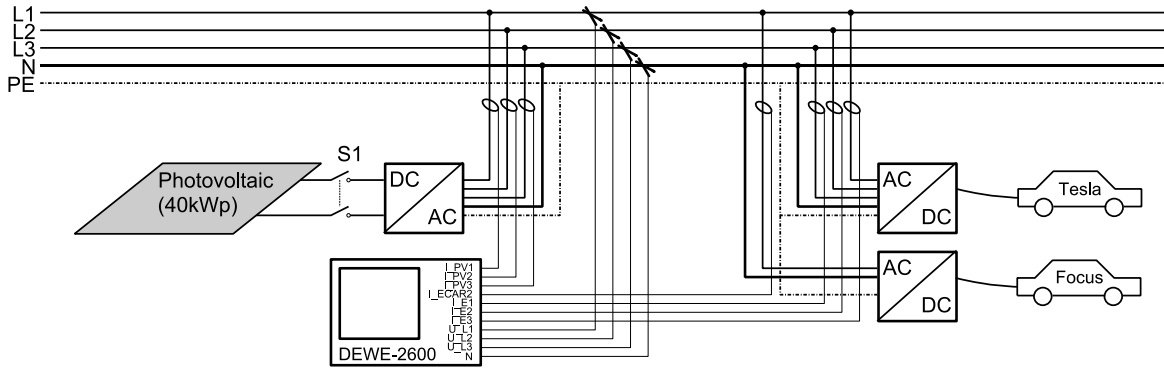 L1
L2
L3
N
PE
S1
Photovoltaic
(40kWp)
DC
AC
AC
DC
Tesla
AC
DC
Focus
I_PV1
I_PV2
I_PV3
I_ECAR2
I_E1
I_E2
I_E3
U_L1
U_L2
U_L3
N
DEWE-2600